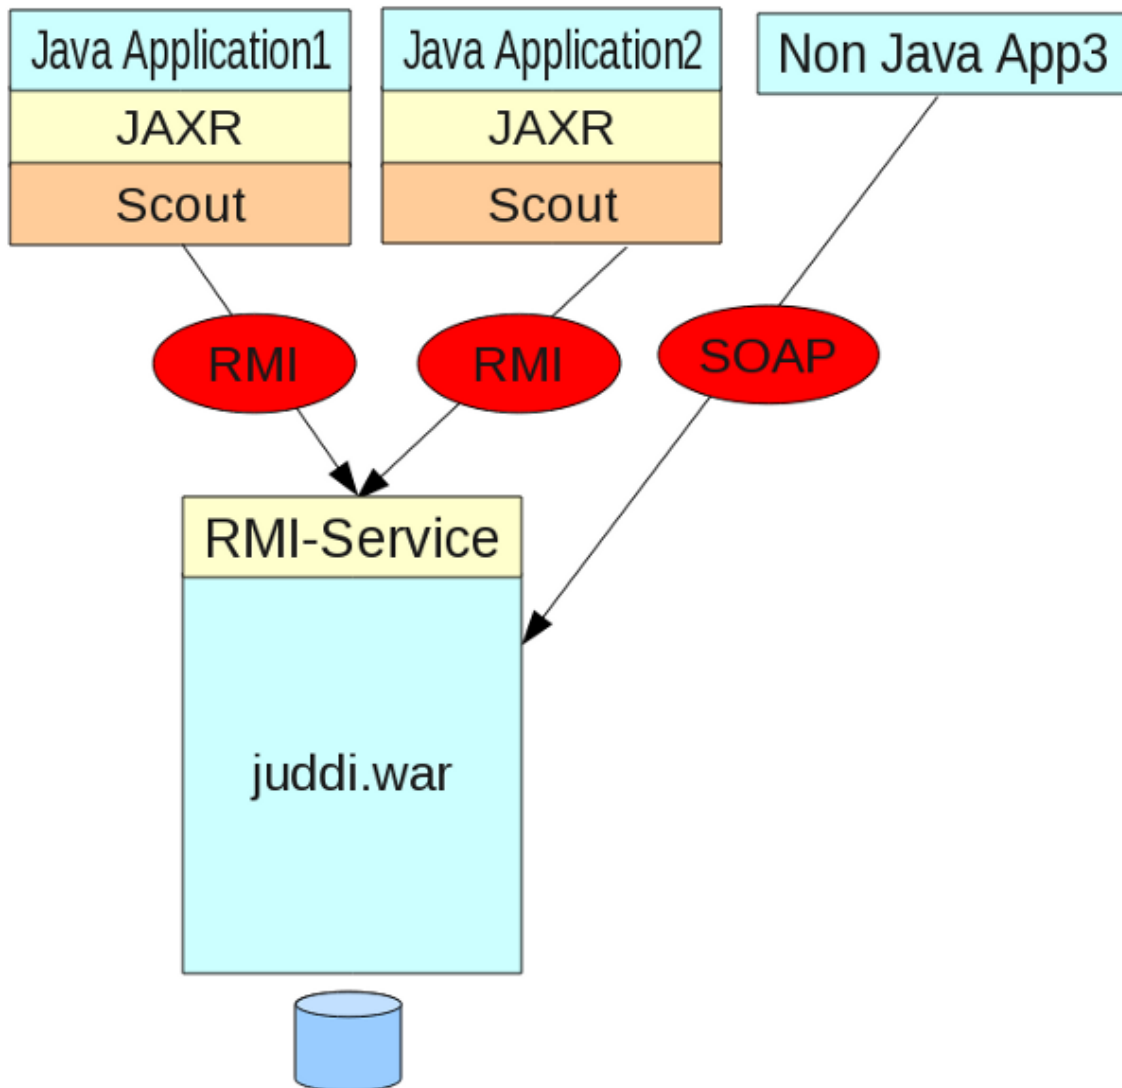 Java Application1
JAXR
Scout
Java Application2
JAXR
Scout
Non Java App3
RMI
RMI
SOAP
RMI-Service
juddi.war